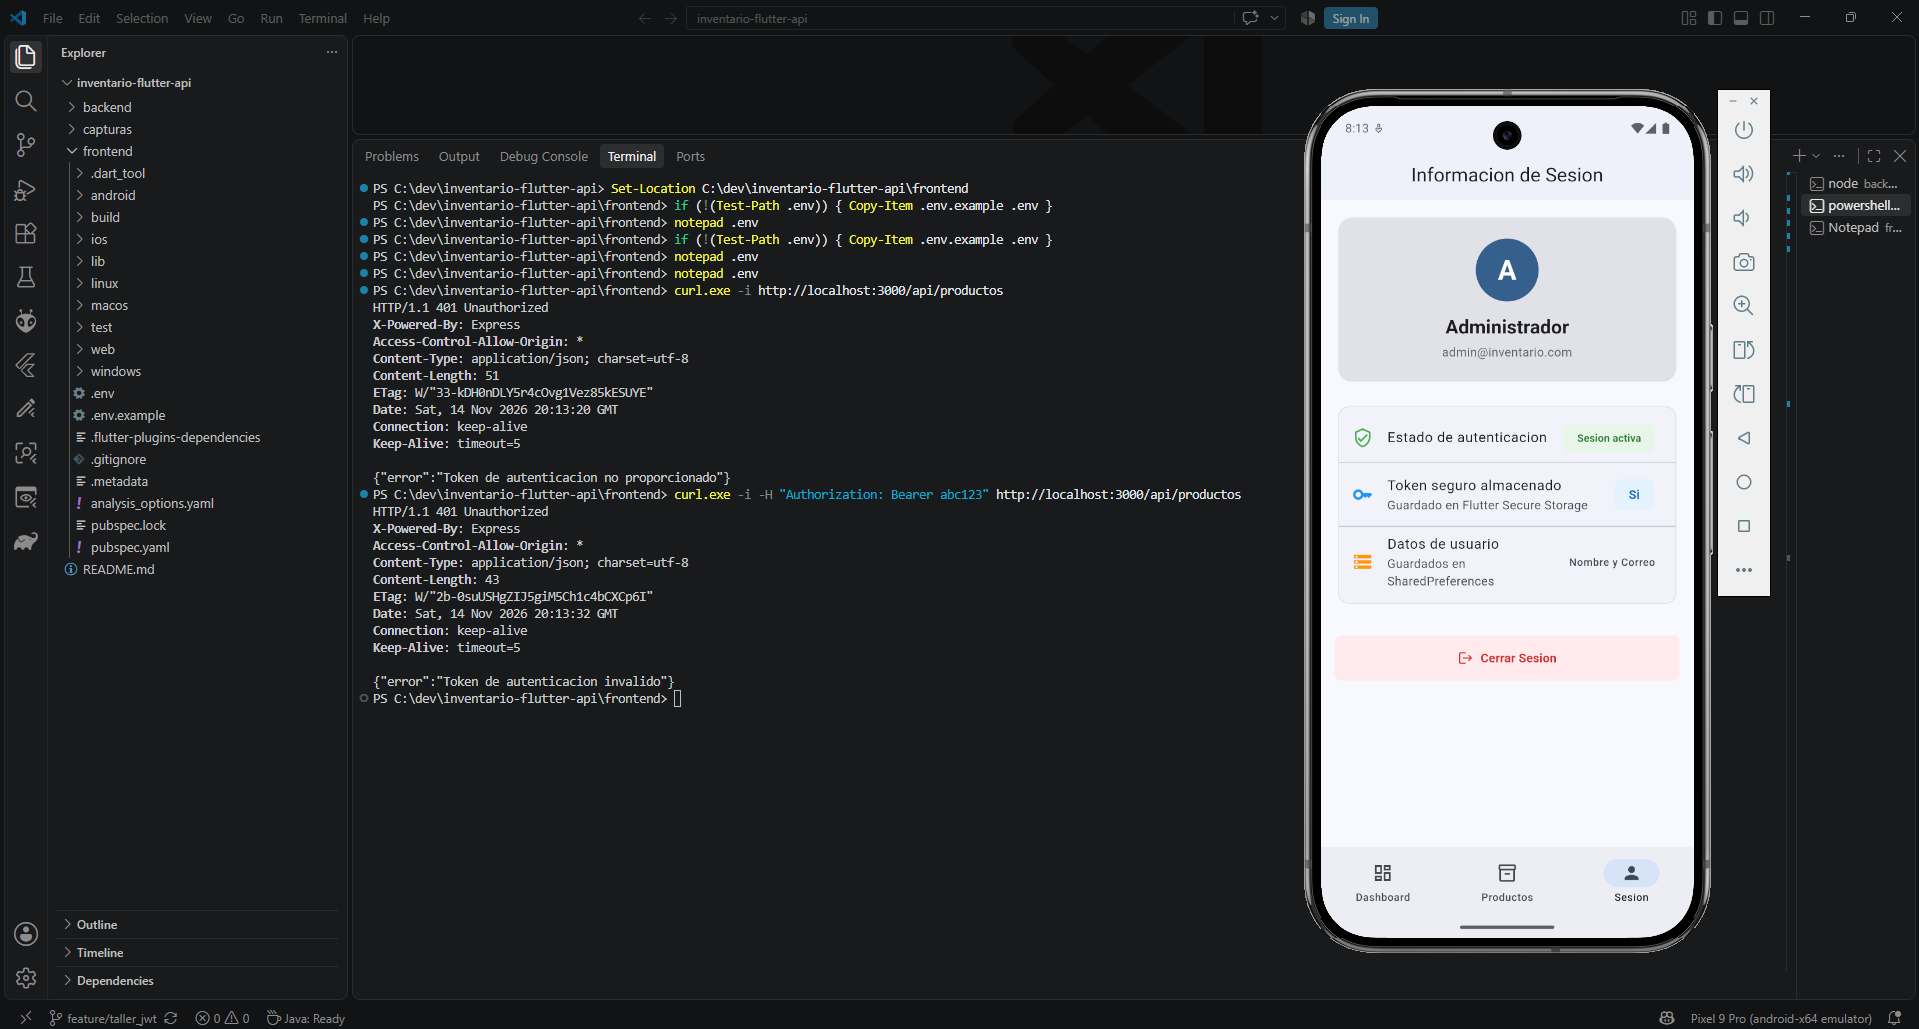 File Edit Selection View Go Run Terminal Help
inventario-flutter-api
Sign In
Explorer
inventario-flutter-api
backend
capturas
frontend
.dart_tool
android
build
ios
lib
linux
macos
test
web
windows
.env
.env.example
.flutter-plugins-dependencies
.gitignore
.metadata
analysis_options.yaml
pubspec.lock
pubspec.yaml
README.md
Outline
Timeline
Dependencies
Problems Output Debug Console Terminal Ports
PS C:\dev\inventario-flutter-api> Set-Location C:\dev\inventario-flutter-api\frontend
PS C:\dev\inventario-flutter-api\frontend> if (!(Test-Path .env)) { Copy-Item .env.example .env }
PS C:\dev\inventario-flutter-api\frontend> notepad .env
PS C:\dev\inventario-flutter-api\frontend> if (!(Test-Path .env)) { Copy-Item .env.example .env }
PS C:\dev\inventario-flutter-api\frontend> notepad .env
PS C:\dev\inventario-flutter-api\frontend> notepad .env
PS C:\dev\inventario-flutter-api\frontend> curl.exe -i http://localhost:3000/api/productos
HTTP/1.1 401 Unauthorized
X-Powered-By: Express
Access-Control-Allow-Origin: *
Content-Type: application/json; charset=utf-8
Content-Length: 51
ETag: W/"33-kDH0nDLY5r4cOvg1Vez85kESUYE"
Date: Sat, 14 Nov 2026 20:13:20 GMT
Connection: keep-alive
Keep-Alive: timeout=5
{"error":"Token de autenticacion no proporcionado"}
PS C:\dev\inventario-flutter-api\frontend> curl.exe -i -H "Authorization: Bearer abc123" http://localhost:3000/api/productos
HTTP/1.1 401 Unauthorized
X-Powered-By: Express
Access-Control-Allow-Origin: *
Content-Type: application/json; charset=utf-8
Content-Length: 43
ETag: W/"2b-0suUSHgZIJ5giM5Ch1c4bCXCp6I"
Date: Sat, 14 Nov 2026 20:13:32 GMT
Connection: keep-alive
Keep-Alive: timeout=5
{"error":"Token de autenticacion invalido"}
PS C:\dev\inventario-flutter-api\frontend>
node back...
powershell...
Notepad fr...
8:13
Informacion de Sesion
A
Administrador
admin@inventario.com
Estado de autenticacion
Sesion activa
Token seguro almacenado
Guardado en Flutter Secure Storage
Si
Datos de usuario
Guardados en
SharedPreferences
Nombre y Correo
Cerrar Sesion
Dashboard Productos Sesion
feature/taller_jwt 0 0 Java: Ready
Pixel 9 Pro (android-x64 emulator)